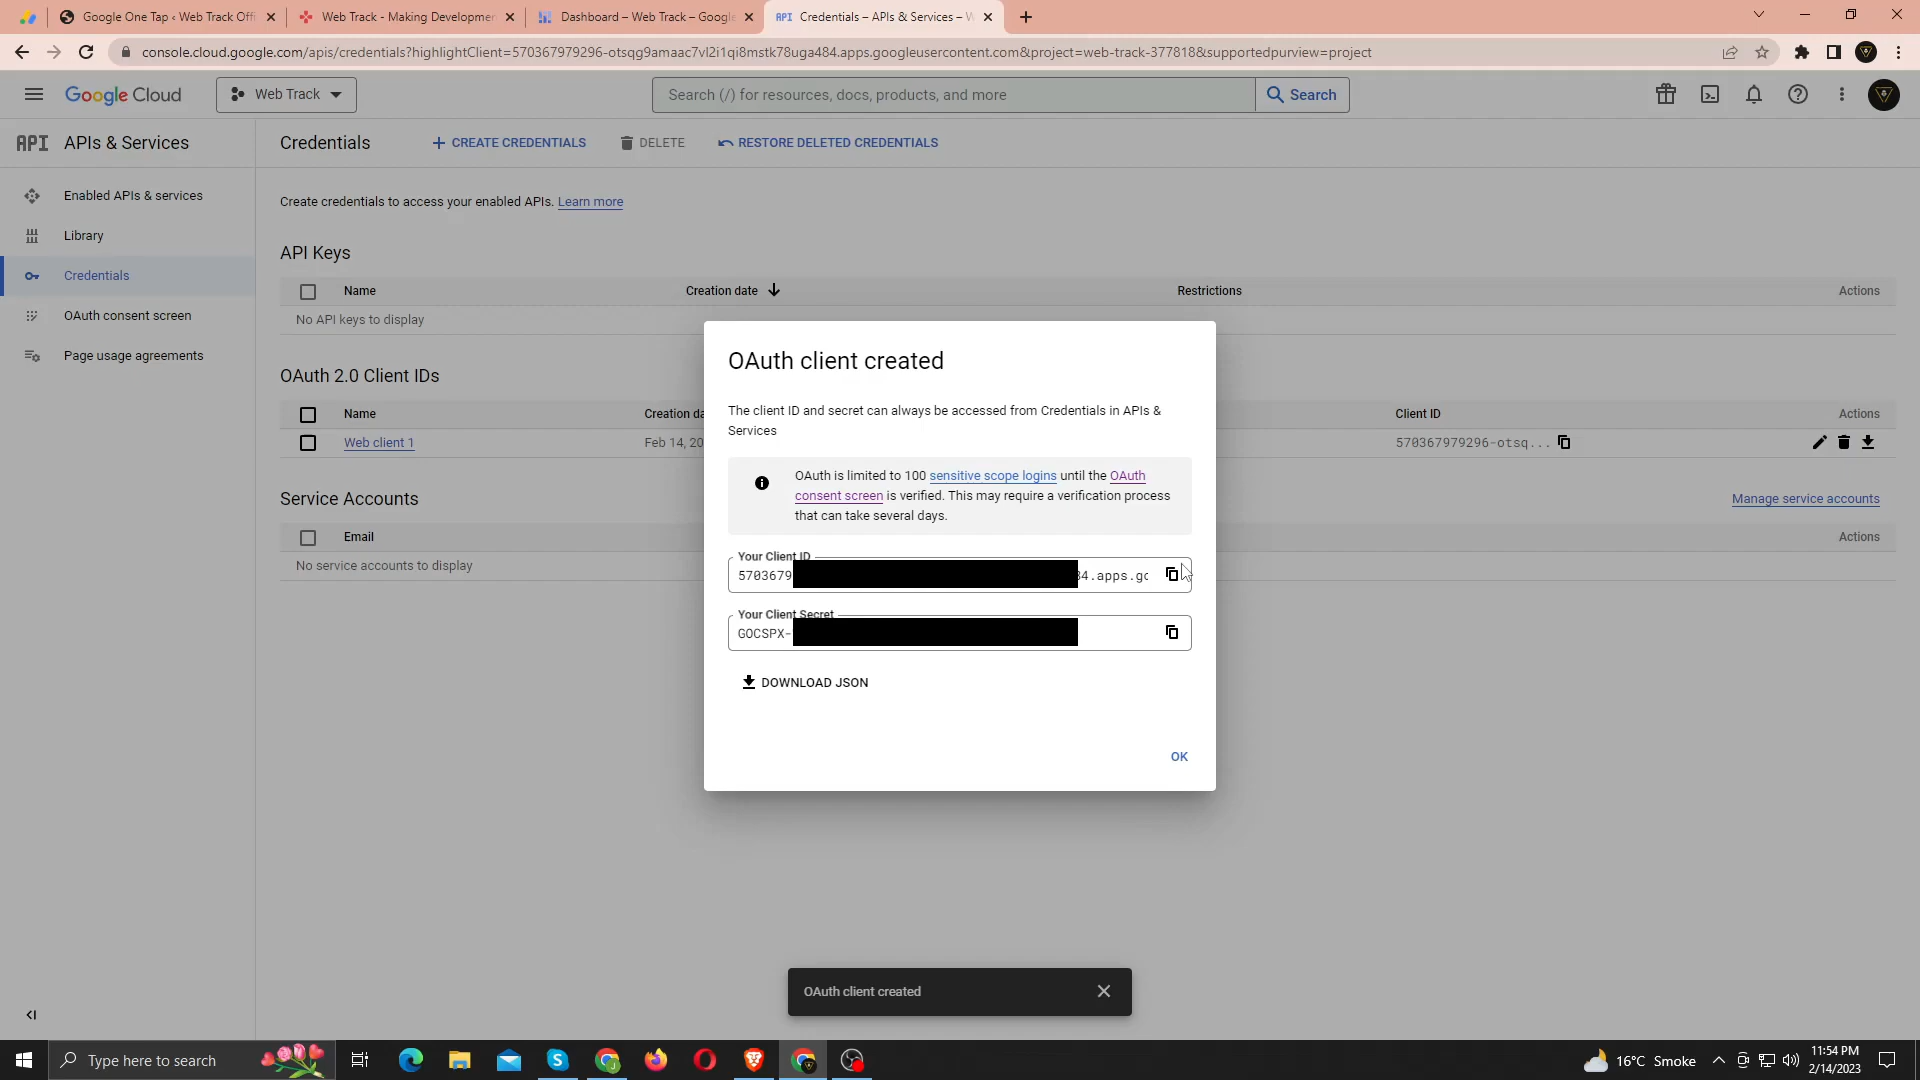 Google One Tap ‹ Web Track Offi
Web Track - Making Developmen
Dashboard – Web Track – Google
API Credentials – APIs & Services – W
console.cloud.google.com/apis/credentials?highlightClient=570367979296-otsqg9amaac7vl2i1qi8mstk78uga484.apps.googleusercontent.com&project=web-track-377818&supportedpurview=project
Google Cloud
Web Track
Search (/) for resources, docs, products, and more
Search
API APIs & Services
Credentials
CREATE CREDENTIALS
DELETE
RESTORE DELETED CREDENTIALS
Enabled APIs & services
Library
Credentials
OAuth consent screen
Page usage agreements
Create credentials to access your enabled APIs. Learn more
API Keys
Name Creation date Restrictions Actions
No API keys to display
OAuth 2.0 Client IDs
Name Creation da Client ID Actions
Web client 1 Feb 14, 20 570367979296-otsq...
Service Accounts
Manage service accounts
Email Actions
No service accounts to display
OAuth client created
The client ID and secret can always be accessed from Credentials in APIs &
Services
OAuth is limited to 100 sensitive scope logins until the OAuth
consent screen is verified. This may require a verification process
that can take several days.
Your Client ID
5703679 34.apps.gc
Your Client Secret
GOCSPX-
DOWNLOAD JSON
OK
OAuth client created
Type here to search
16°C Smoke
11:54 PM
2/14/2023